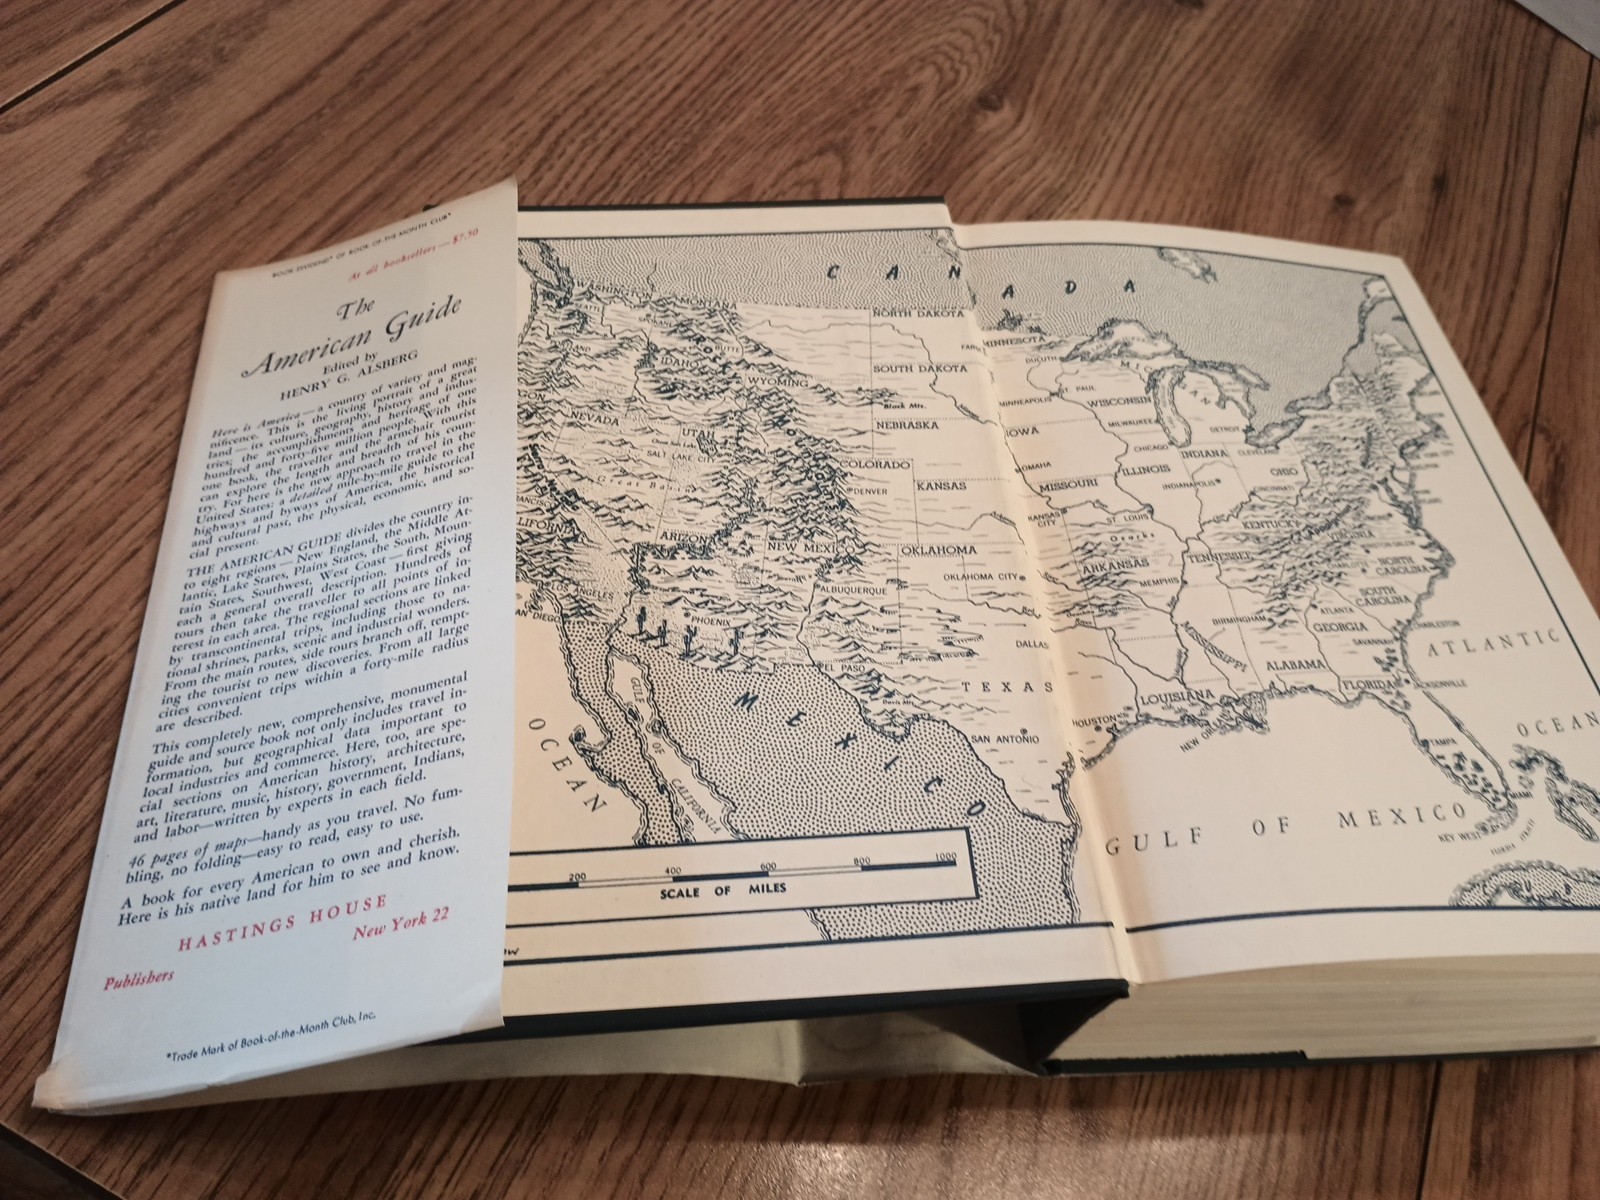 BOOK-DIVIDEND* OF BOOK-OF-THE-MONTH CLUB*
At all booksellers — $7.50
The
American Guide
Edited by
HENRY G. ALSBERG
Here is America — a country of variety and mag-
nificence. This is the living portrait of a great
land — its culture, geography, history and indus-
tries; the accomplishments and heritage of one
hundred and forty-five million people. With this
one book, the traveller and the armchair tourist
can explore the length and breadth of his coun-
try. For here is the new approach to travel in the
United States: a detailed mile-by-mile guide to the
highways and byways of America, the historical
and cultural past, the physical, economic, and so-
cial present.
THE AMERICAN GUIDE divides the country in-
to eight regions — New England, the Middle At-
lantic, Lake States, Plains States, the South, Moun-
tain States, Southwest, West Coast — first giving
each a general overall description. Hundreds of
tours then take the traveller to all points of in-
terest in each area. The regional sections are linked
by transcontinental trips, including those to na-
tional shrines, parks, scenic and industrial wonders.
From the main routes, side tours branch off, tempt-
ing the tourist to new discoveries. From all large
cities convenient trips within a forty-mile radius
are described.
This completely new, comprehensive, monumental
guide and source book not only includes travel in-
formation, but geographical data important to
local industries and commerce. Here, too, are spe-
cial sections on American history, architecture,
art, literature, music, history, government, Indians,
and labor—written by experts in each field.
46 pages of maps—handy as you travel. No fum-
bling, no folding—easy to read, easy to use.
A book for every American to own and cherish.
Here is his native land for him to see and know.
HASTINGS HOUSE
New York 22
Publishers
*Trade Mark of Book-of-the-Month Club, Inc.
CANADA
WASHINGTON
MONTANA
NORTH DAKOTA
SPOKANE
BUTTE
MINNESOTA
DULUTH
IDAHO
WYOMING
SOUTH DAKOTA
ST. PAUL
MINNEAPOLIS
WISCONSIN
MILWAUKEE
DETROIT
Black Mts.
NEVADA
UTAH
SALT LAKE CITY
Great Basin
NEBRASKA
IOWA
OMAHA
CHICAGO
ILLINOIS
INDIANA
INDIANAPOLIS
CLEVELAND
OHIO
CINCINNATI
COLORADO
DENVER
KANSAS
MISSOURI
KANSAS CITY
ST. LOUIS
Ozarks
KENTUCKY
VIRGINIA
ARIZONA
NEW MEXICO
OKLAHOMA
OKLAHOMA CITY
ARKANSAS
MEMPHIS
TENNESSEE
CHARLOTTE
NORTH CAROLINA
SOUTH CAROLINA
LOS ANGELES
PHOENIX
ALBUQUERQUE
DALLAS
MISSISSIPPI
BIRMINGHAM
ATLANTA
GEORGIA
SAVANNAH
CHARLESTON
ALABAMA
EL PASO
TEXAS
Davis Mts.
LOUISIANA
FLORIDA
JACKSONVILLE
HOUSTON
SAN ANTONIO
TAMPA
MIAMI
KEY WEST
ATLANTIC
OCEAN
MEXICO
GULF OF
CALIFORNIA
OCEAN
GULF OF MEXICO
200 400 600 800 1000
SCALE OF MILES